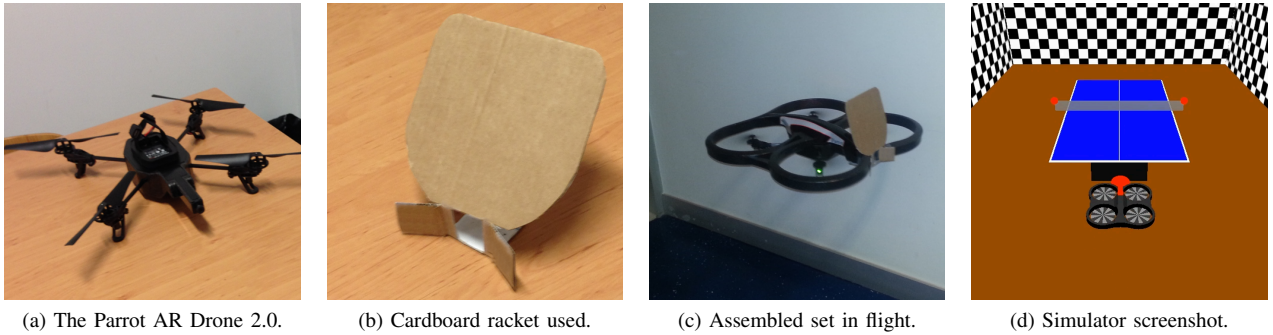 (a) The Parrot AR Drone 2.0.
(b) Cardboard racket used.
(c) Assembled set in flight.
(d) Simulator screenshot.